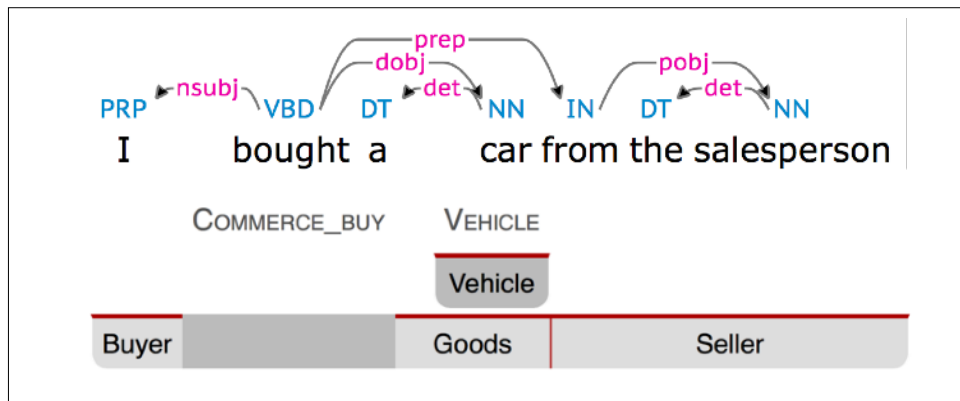 prep
dobj pobj
nsubj det det
PRP VBD DT NN IN DT NN
I bought a car from the salesperson
COMMERCE_BUY VEHICLE
Vehicle
Buyer Goods Seller